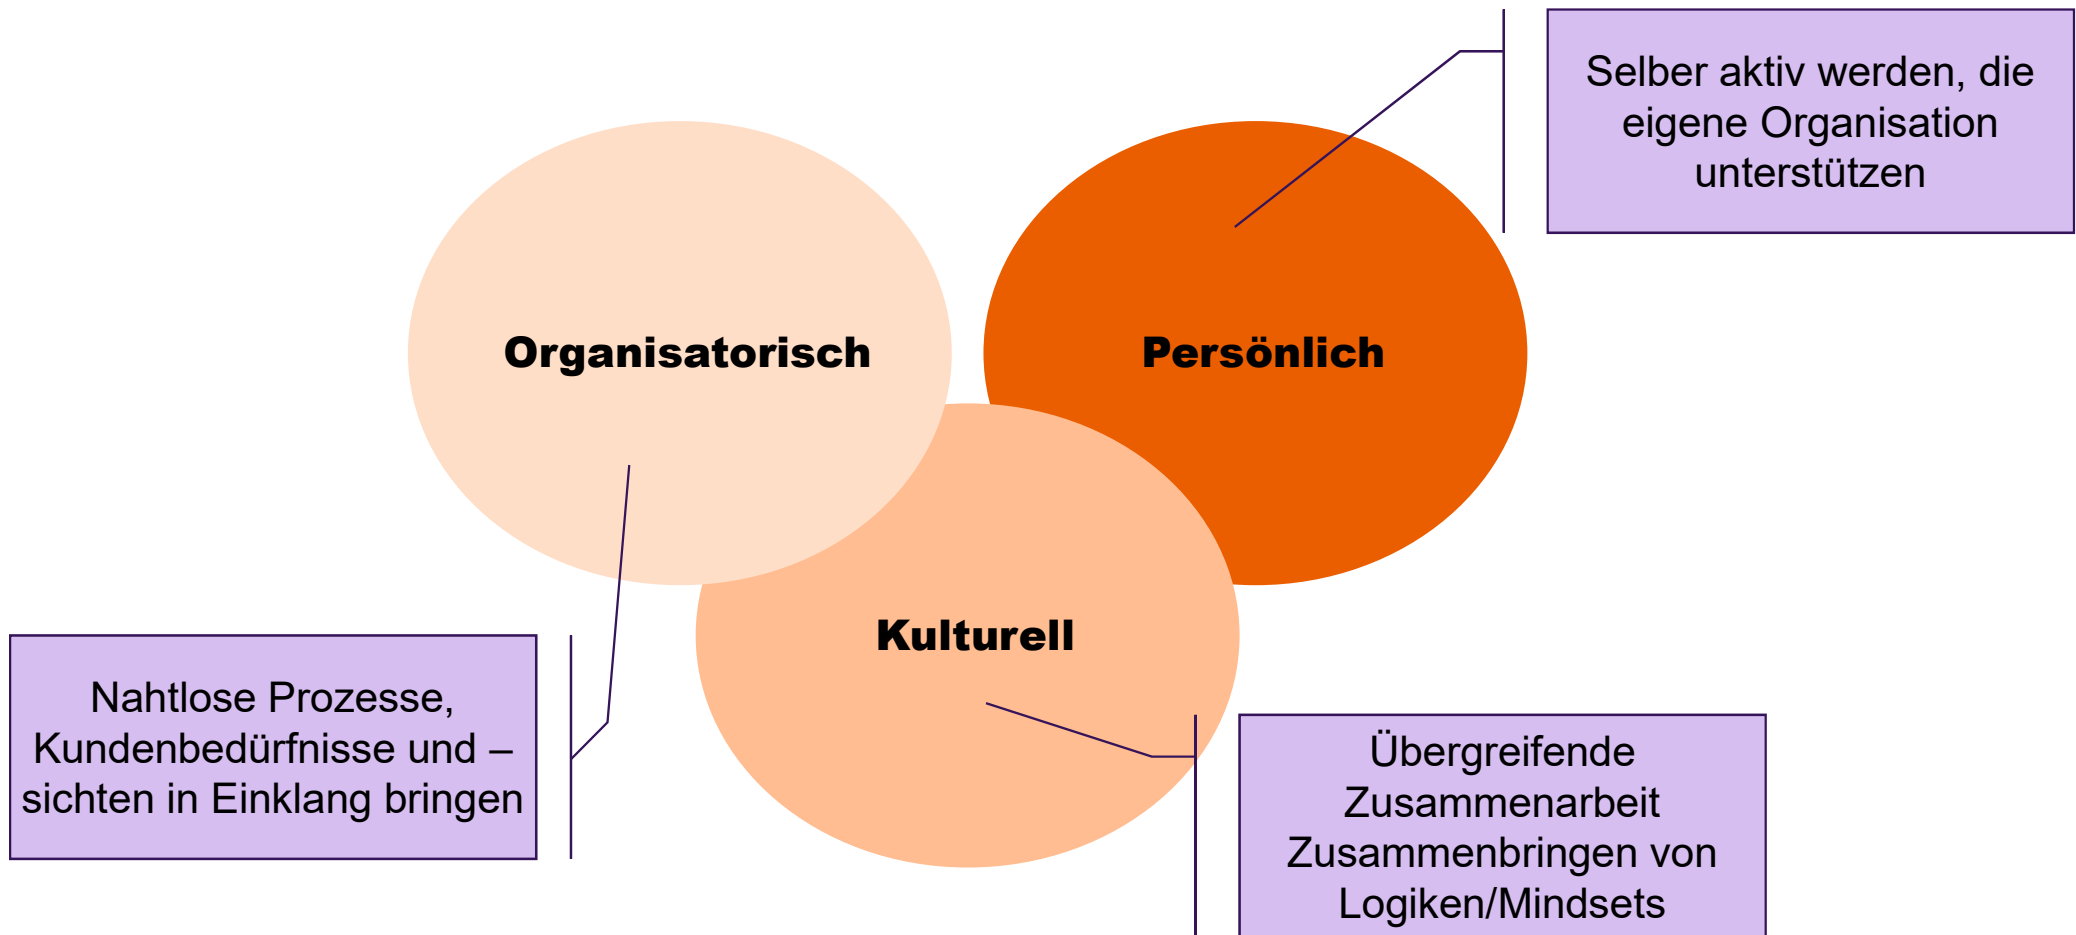 Selber aktiv werden, die
eigene Organisation
unterstützen
Organisatorisch
Persönlich
Kulturell
Nahtlose Prozesse,
Kundenbedürfnisse und –
sichten in Einklang bringen
Übergreifende
Zusammenarbeit
Zusammenbringen von
Logiken/Mindsets